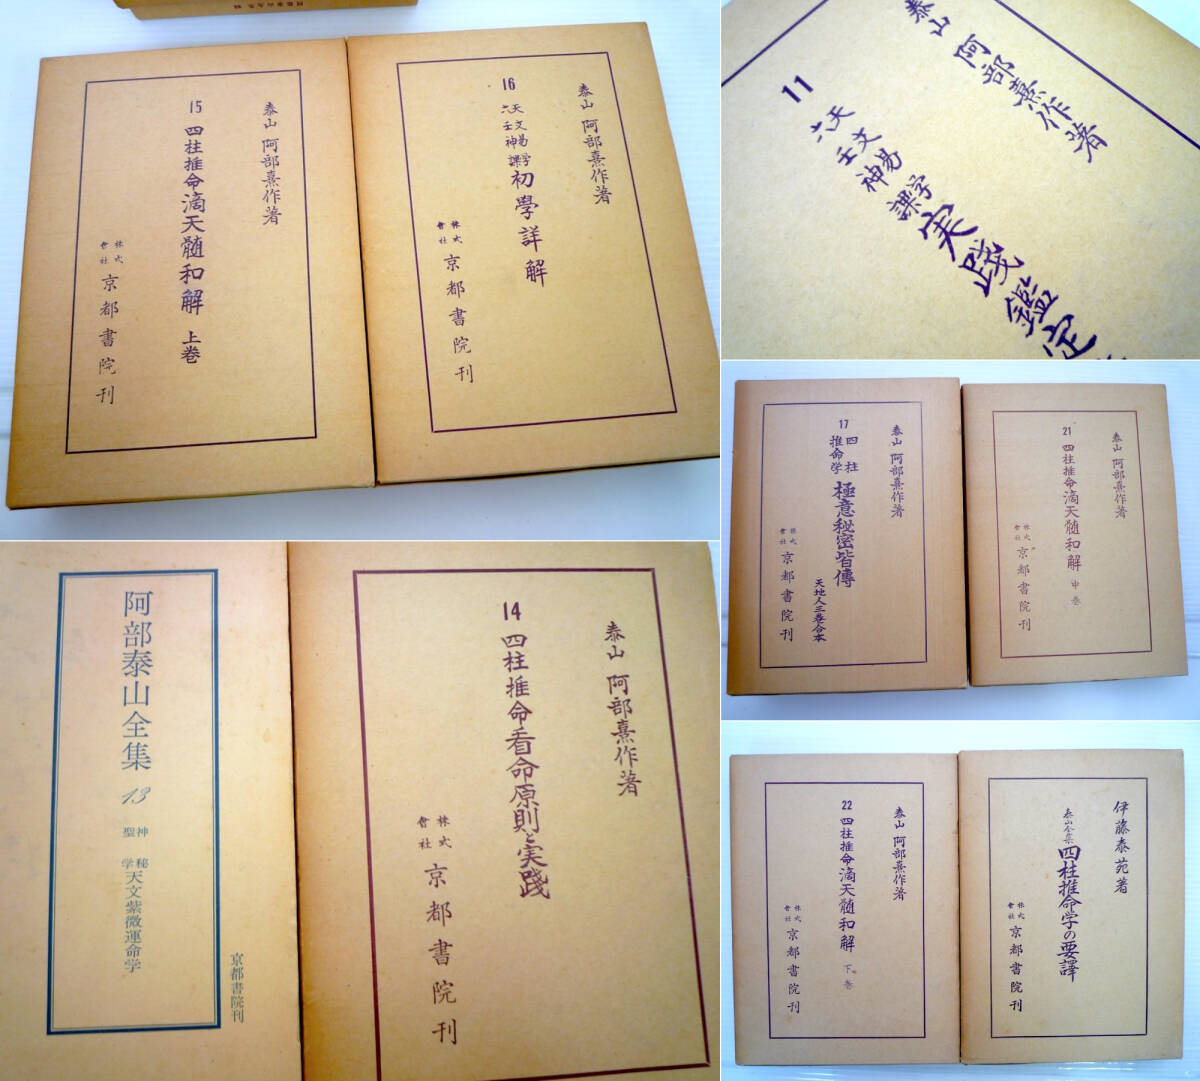 泰山 阿部熹作著
15 四柱推命滴天髄和解 上巻
株式會社 京都書院刊
泰山 阿部熹作著
16 天文易学六壬神課 初學詳解
株式會社 京都書院刊
泰山 阿部熹作著
11 天文易学六壬神課 実践鑑定
泰山 阿部熹作著
17 四柱推命学 極意秘密皆傳 天地人三巻合本
株式會社 京都書院刊
泰山 阿部熹作著
21 四柱推命滴天髄和解 中巻
株式會社 京都書院刊
阿部泰山全集 13
神聖秘学 天文紫微運命学
京都書院刊
泰山 阿部熹作著
14 四柱推命看命原則と実践
株式會社 京都書院刊
泰山 阿部熹作著
22 四柱推命滴天髄和解 下巻
株式會社 京都書院刊
伊藤泰苑著
泰山全集 四柱推命学の要譯
株式會社 京都書院刊